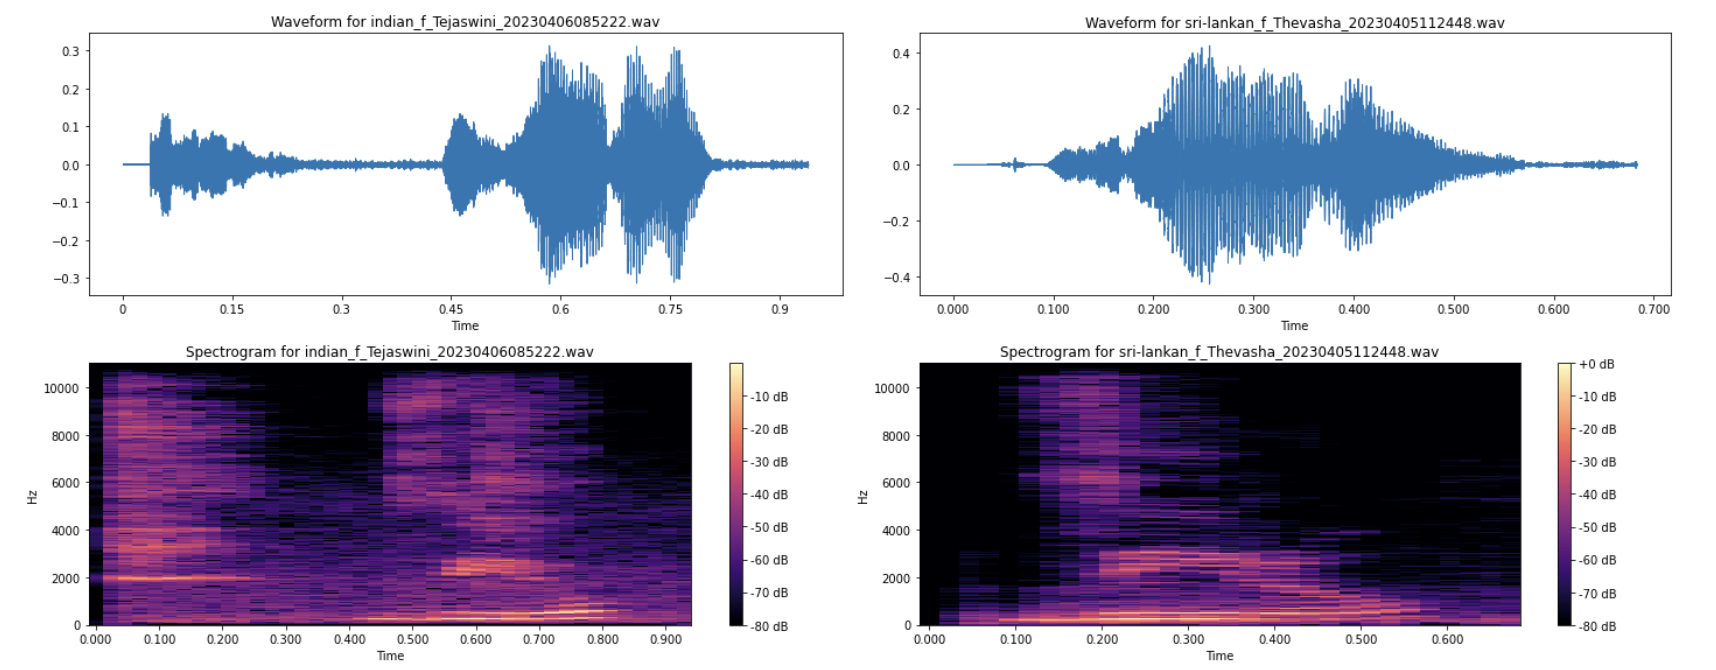 Waveform for indian_f_Tejaswini_20230406085222.wav
0.3
0.2
0.1
0.0
−0.1
−0.2
−0.3
0 0.15 0.3 0.45 0.6 0.75 0.9
Time
Waveform for sri-lankan_f_Thevasha_20230405112448.wav
0.4
0.2
0.0
−0.2
−0.4
0.000 0.100 0.200 0.300 0.400 0.500 0.600 0.700
Time
Spectrogram for indian_f_Tejaswini_20230406085222.wav
Hz
10000
8000
6000
4000
2000
0
0.000 0.100 0.200 0.300 0.400 0.500 0.600 0.700 0.800 0.900
Time
-10 dB
-20 dB
-30 dB
-40 dB
-50 dB
-60 dB
-70 dB
-80 dB
Spectrogram for sri-lankan_f_Thevasha_20230405112448.wav
Hz
10000
8000
6000
4000
2000
0
0.000 0.100 0.200 0.300 0.400 0.500 0.600
Time
+0 dB
-10 dB
-20 dB
-30 dB
-40 dB
-50 dB
-60 dB
-70 dB
-80 dB